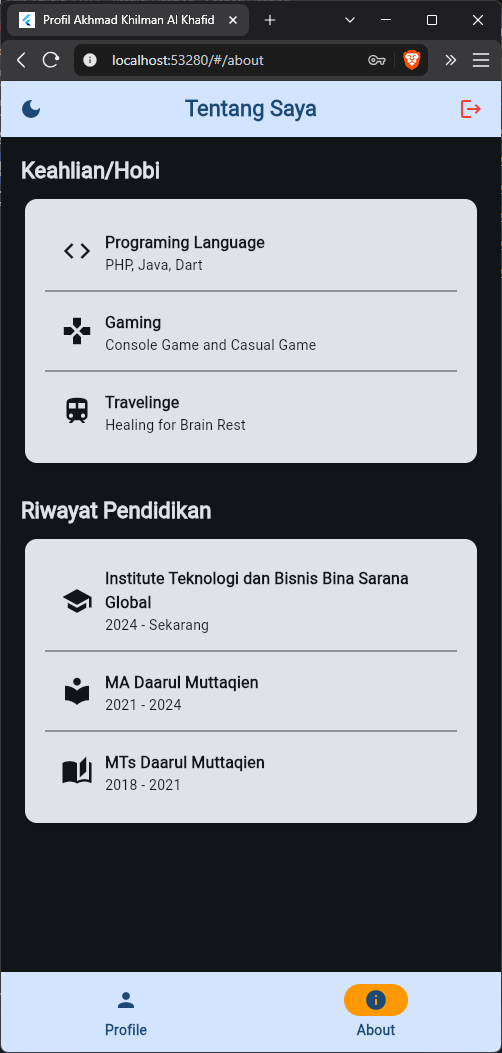 Profil Akhmad Khilman Al Khafid
localhost:53280/#/about
Tentang Saya
Keahlian/Hobi
Programing Language
PHP, Java, Dart
Gaming
Console Game and Casual Game
Travelinge
Healing for Brain Rest
Riwayat Pendidikan
Institute Teknologi dan Bisnis Bina Sarana
Global
2024 - Sekarang
MA Daarul Muttaqien
2021 - 2024
MTs Daarul Muttaqien
2018 - 2021
Profile
About